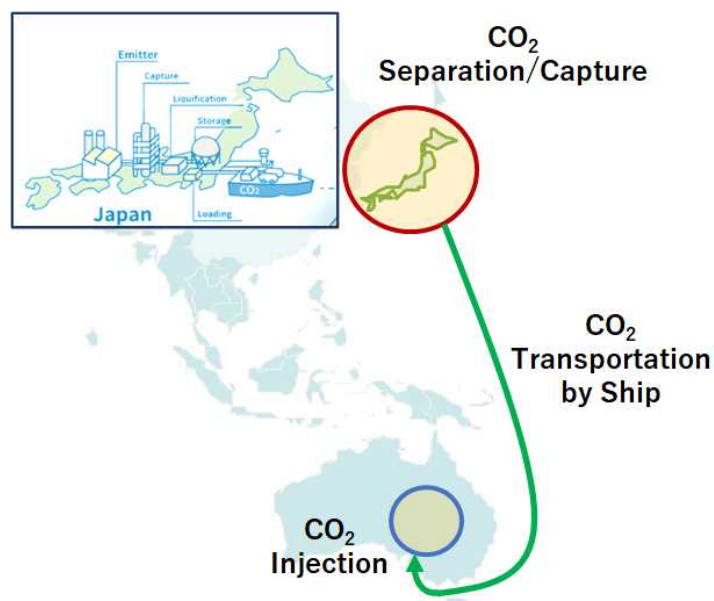 Emitter
Capture
Liquification
Storage
CO₂
Japan
Loading
CO₂
Separation/Capture
CO₂
Transportation
by Ship
CO₂
Injection